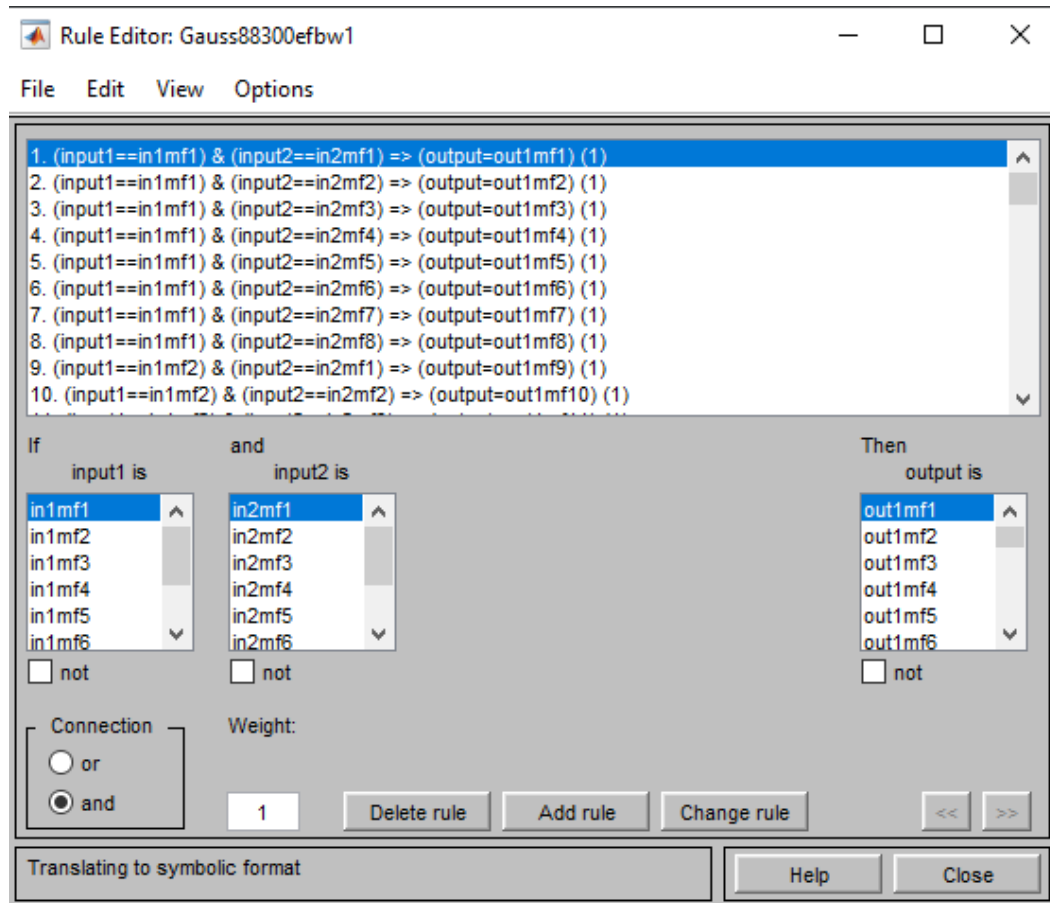 Rule Editor: Gauss88300efbw1
File Edit View Options
1. (input1==in1mf1) & (input2==in2mf1) => (output=out1mf1) (1)
2. (input1==in1mf1) & (input2==in2mf2) => (output=out1mf2) (1)
3. (input1==in1mf1) & (input2==in2mf3) => (output=out1mf3) (1)
4. (input1==in1mf1) & (input2==in2mf4) => (output=out1mf4) (1)
5. (input1==in1mf1) & (input2==in2mf5) => (output=out1mf5) (1)
6. (input1==in1mf1) & (input2==in2mf6) => (output=out1mf6) (1)
7. (input1==in1mf1) & (input2==in2mf7) => (output=out1mf7) (1)
8. (input1==in1mf1) & (input2==in2mf8) => (output=out1mf8) (1)
9. (input1==in1mf2) & (input2==in2mf1) => (output=out1mf9) (1)
10. (input1==in1mf2) & (input2==in2mf2) => (output=out1mf10) (1)
If and Then
input1 is input2 is output is
in1mf1 in2mf1 out1mf1
in1mf2 in2mf2 out1mf2
in1mf3 in2mf3 out1mf3
in1mf4 in2mf4 out1mf4
in1mf5 in2mf5 out1mf5
in1mf6 in2mf6 out1mf6
not not not
Connection Weight:
or
and 1 Delete rule Add rule Change rule << >>
Translating to symbolic format Help Close